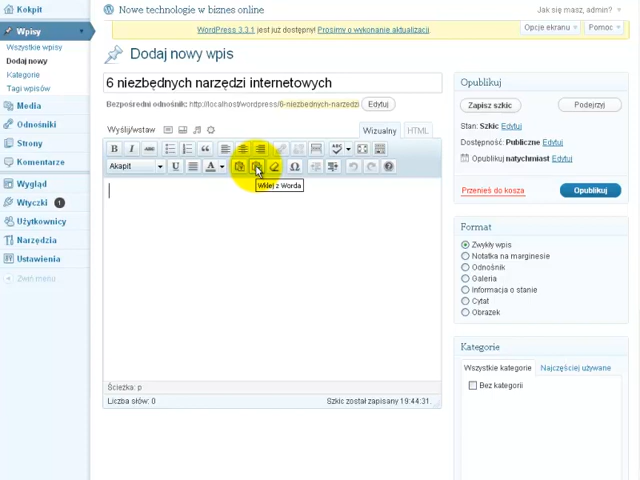 Kokpit
Nowe technologie w biznes online
Jak się masz, admin?
WordPress 3.3.1 jest już dostępny! Prosimy o wykonanie aktualizacji.
Opcje ekranu
Pomoc
Wpisy
Wszystkie wpisy
Dodaj nowy
Kategorie
Tagi wpisów
Media
Odnośniki
Strony
Komentarze
Wygląd
Wtyczki 1
Użytkownicy
Narzędzia
Ustawienia
Zwiń menu
Dodaj nowy wpis
6 niezbędnych narzędzi internetowych
Bezpośredni odnośnik: http://localhost/wordpress/6-niezbednych-narzedzi
Edytuj
Wyślij/wstaw
Wizualny
HTML
B I ABC
ABC
Akapit
U
A
Ω
Wklej z Worda
Ścieżka: p
Liczba słów: 0
Szkic został zapisany 19:44:31.
Opublikuj
Zapisz szkic
Podejrzyj
Stan: Szkic Edytuj
Dostępność: Publiczne Edytuj
Opublikuj natychmiast Edytuj
Przenieś do kosza
Opublikuj
Format
Zwykły wpis
Notatka na marginesie
Odnośnik
Galeria
Informacja o stanie
Cytat
Obrazek
Kategorie
Wszystkie kategorie
Najczęściej używane
Bez kategorii